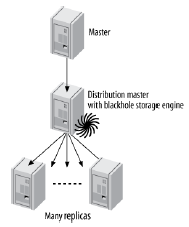 Master
Distribution master
with blackhole storage engine
Many replicas